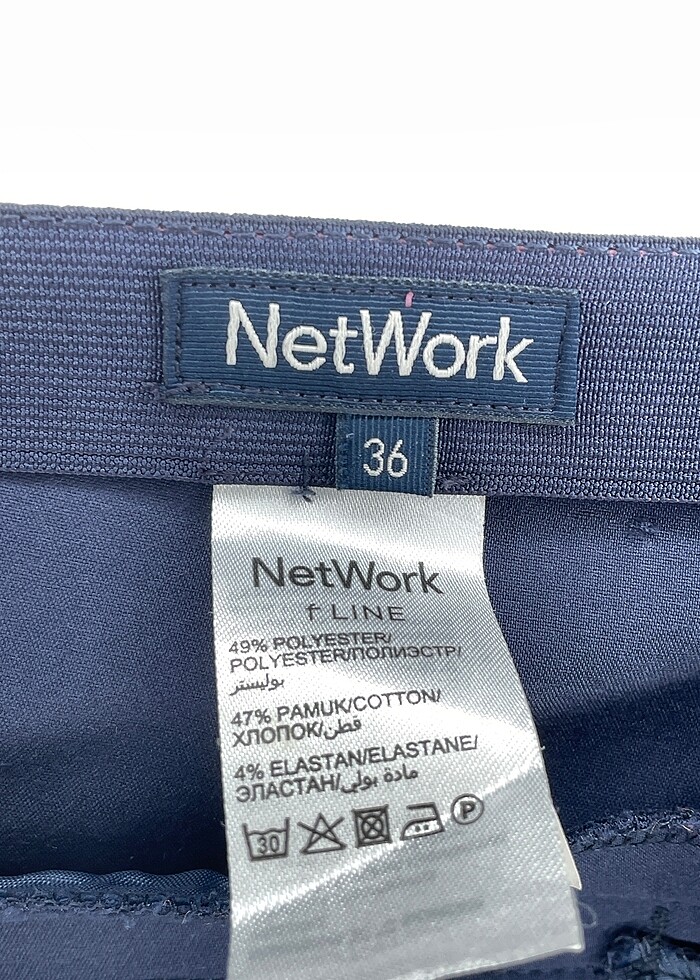 NetWork
36
NetWork
f LINE
49% POLYESTER/
POLYESTER/ПОЛИЭСТР/
بوليستر
47% PAMUK/COTTON/
ХЛОПОК/قطن
4% ELASTAN/ELASTANE/
ЭЛАСТАН/مادة بولي
30 P